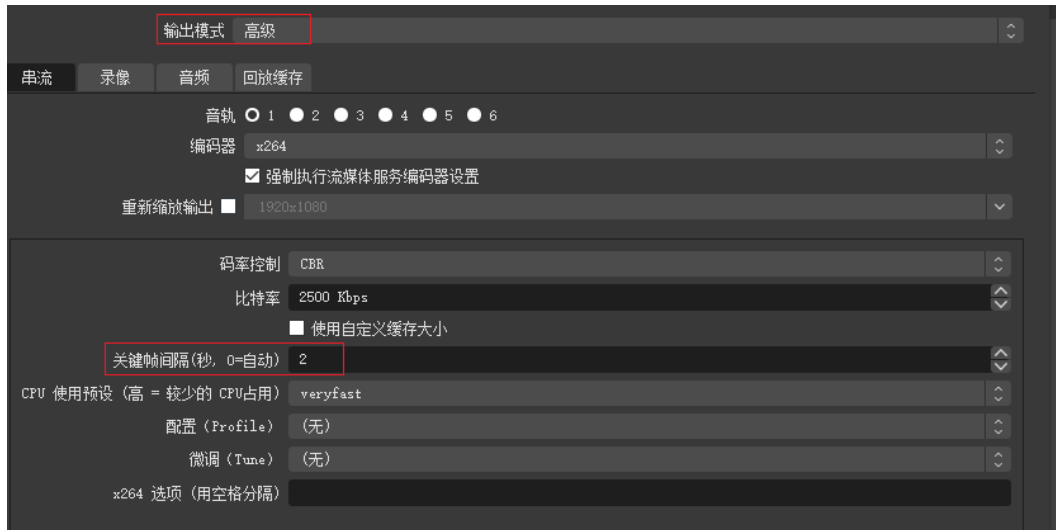 输出模式 高级
串流 录像 音频 回放缓存
音轨 1 2 3 4 5 6
编码器 x264
强制执行流媒体服务编码器设置
重新缩放输出 1920x1080
码率控制 CBR
比特率 2500 Kbps
使用自定义缓存大小
关键帧间隔(秒, 0=自动) 2
CPU 使用预设 (高 = 较少的 CPU占用) veryfast
配置 (Profile) (无)
微调 (Tune) (无)
x264 选项 (用空格分隔)